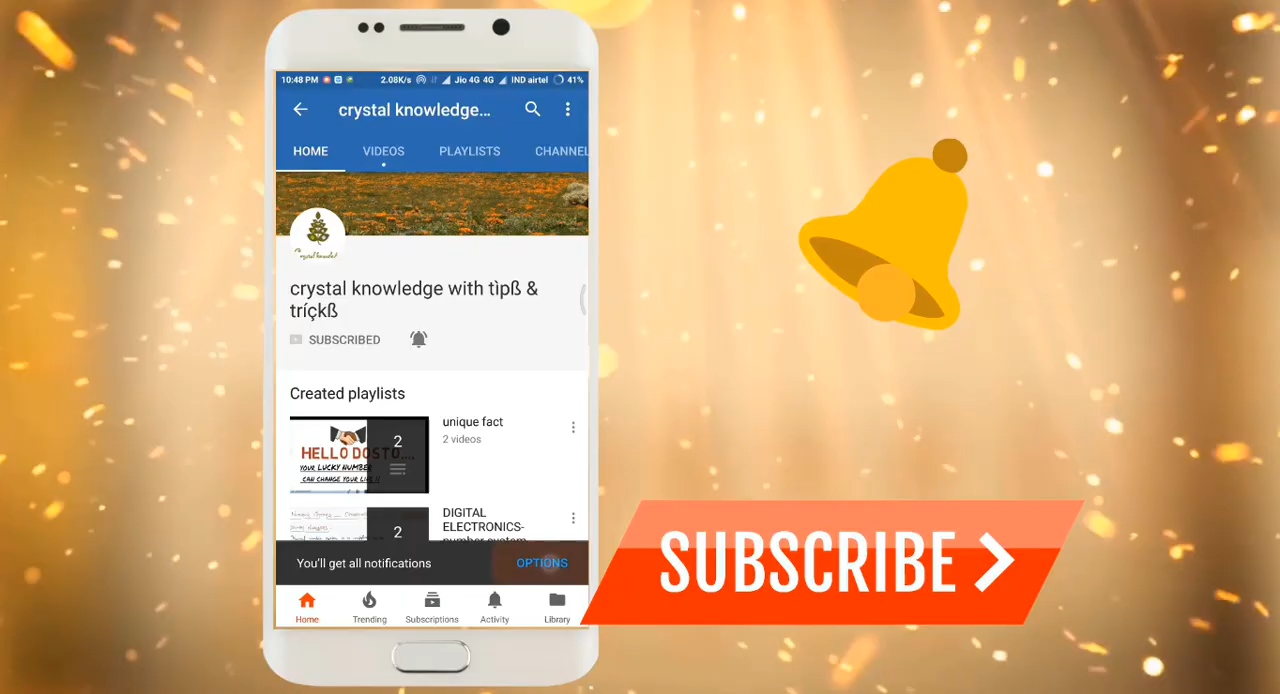 10:48 PM 2.08K/s Jio 4G 4G IND airtel 41%
crystal knowledge...
HOME VIDEOS PLAYLISTS CHANNEL
crystal knowledge with tìpß &
tríçkß
SUBSCRIBED
Created playlists
unique fact
2 videos
2
HELLO DOSTO....
YOUR LUCKY NUMBER
CAN CHANGE YOUR
DIGITAL
ELECTRONICS-
number system
2
You'll get all notifications OPTIONS
Home Trending Subscriptions Activity Library
SUBSCRIBE